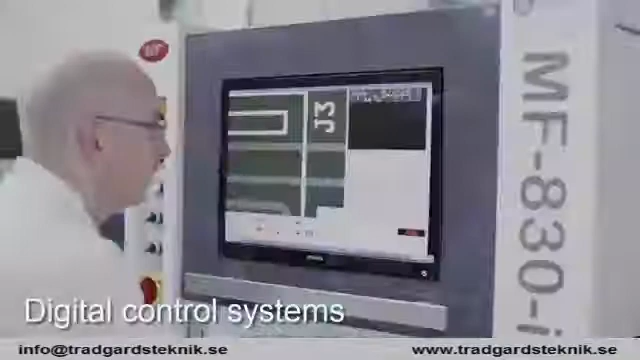 J3
MF-830-i
Digital control systems
info@tradgardsteknik.se
www.tradgardsteknik.se